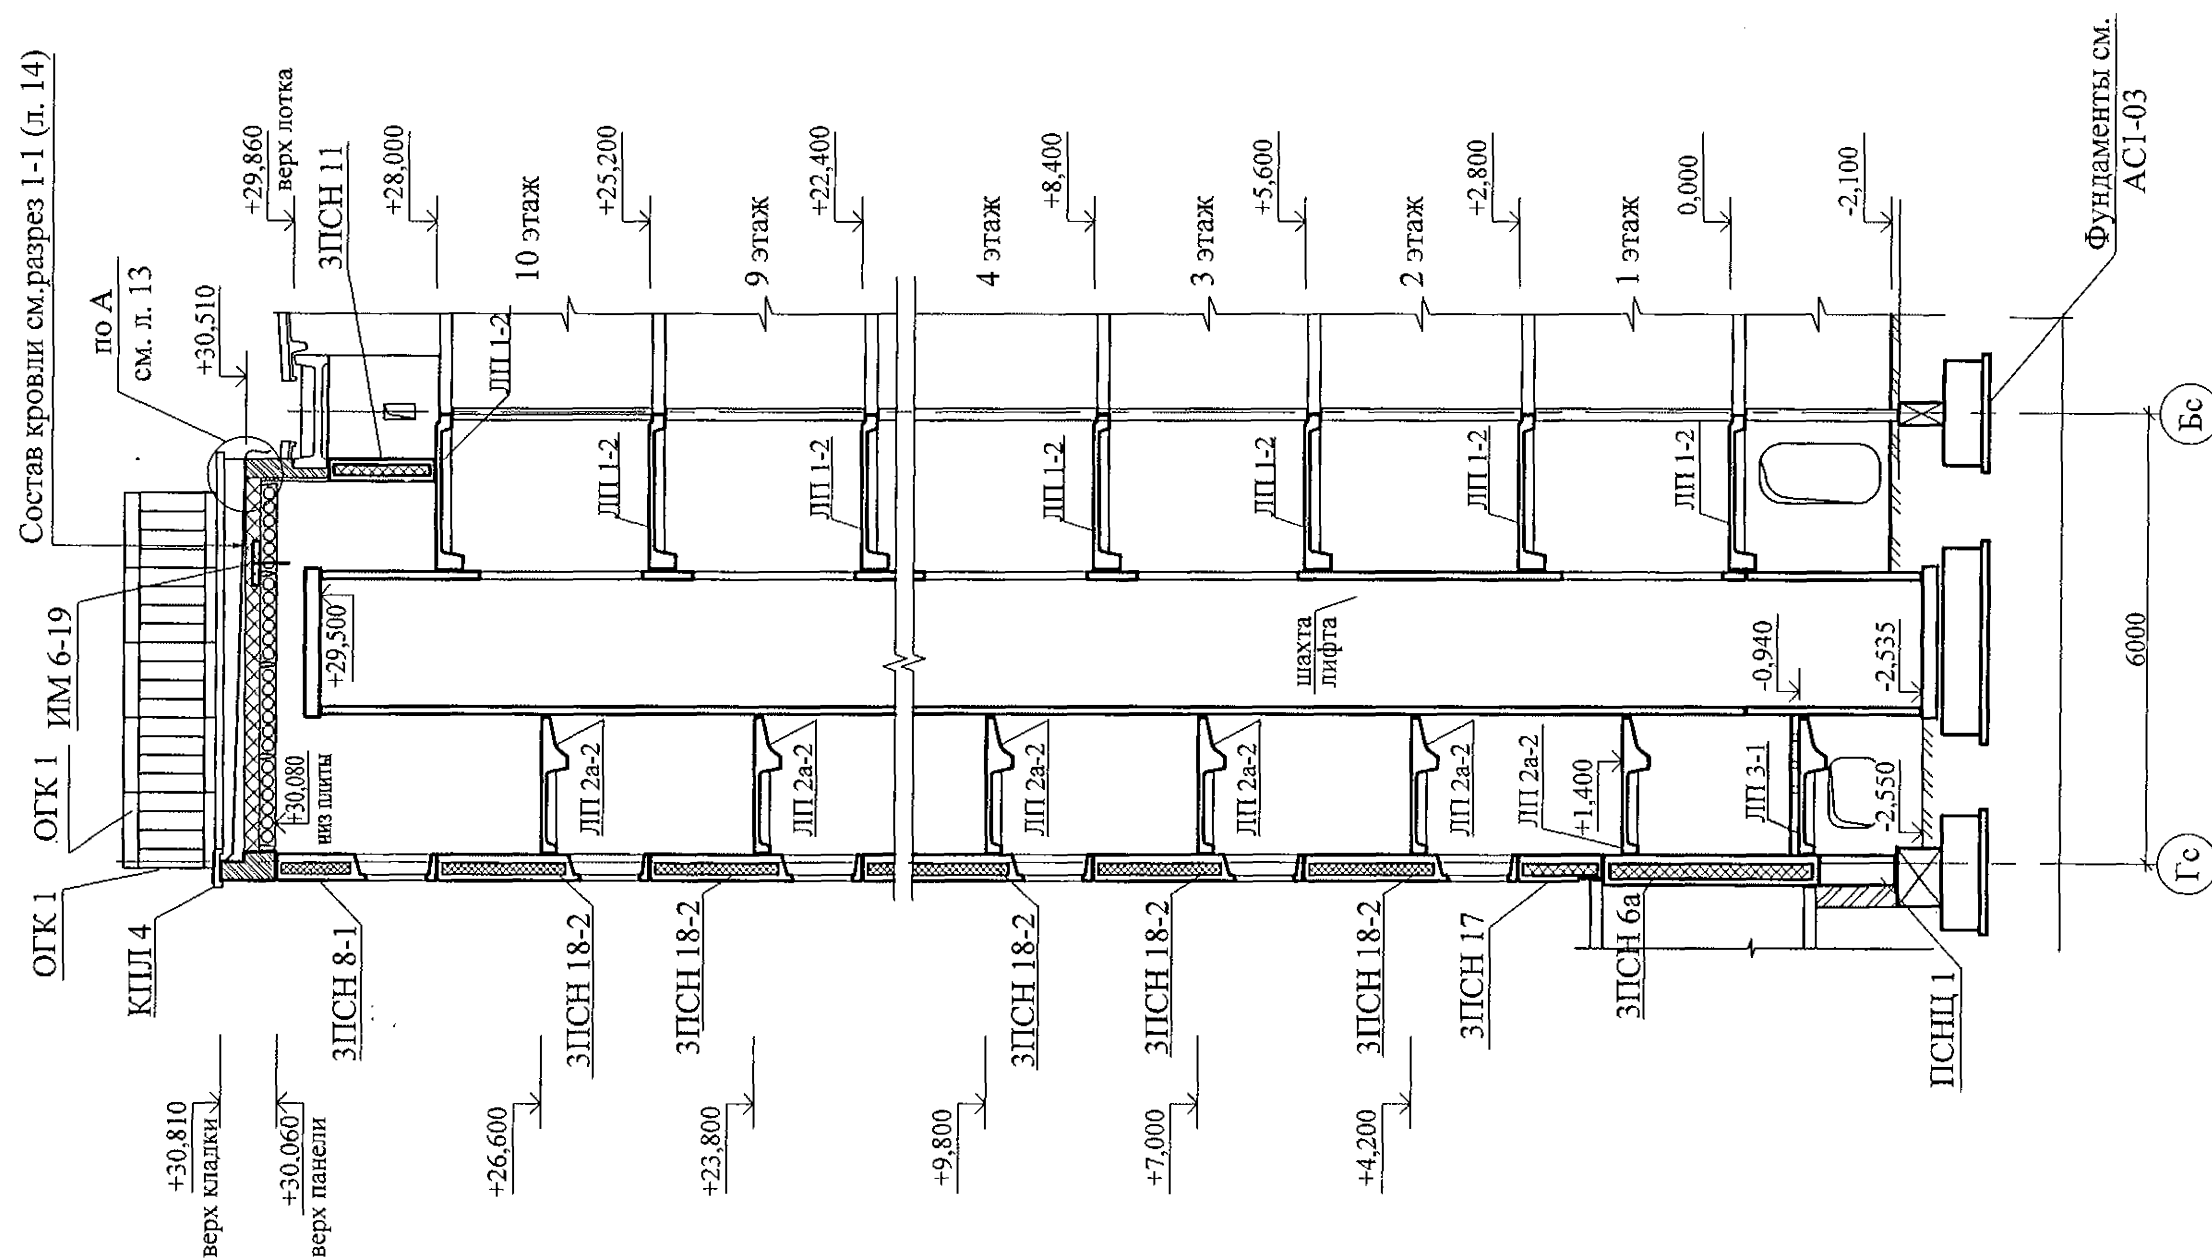 Состав кровли см.разрез 1-1 (л. 14)
по А
см. л. 13
+29,860
верх лотка
3ПСН 11
+28,000
10 этаж
+25,200
9 этаж
+22,400
4 этаж
+8,400
3 этаж
+5,600
2 этаж
+2,800
1 этаж
0,000
-2,100
Фундаменты см.
АС1-03
+30,510
ЛП 1-2
ЛП 1-2
ЛП 1-2
ЛП 1-2
ЛП 1-2
ЛП 1-2
ЛП 1-2
Бс
ОГК 1
ИМ 6-19
+29,500
шахта
лифта
-0,940
-2,535
6000
+30,080
низ плиты
ЛП 2а-2
ЛП 2а-2
ЛП 2а-2
ЛП 2а-2
ЛП 2а-2
ЛП 2а-2
+1,400
ЛП 3-1
-2,550
Гс
ОГК 1
КПЛ 4
3ПСН 8-1
3ПСН 18-2
3ПСН 18-2
3ПСН 18-2
3ПСН 18-2
3ПСН 18-2
3ПСН 17
3ПСН 6а
ПСНЦ 1
+30,810
верх кладки
+30.060
верх панели
+26,600
+23,800
+9,800
+7,000
+4,200